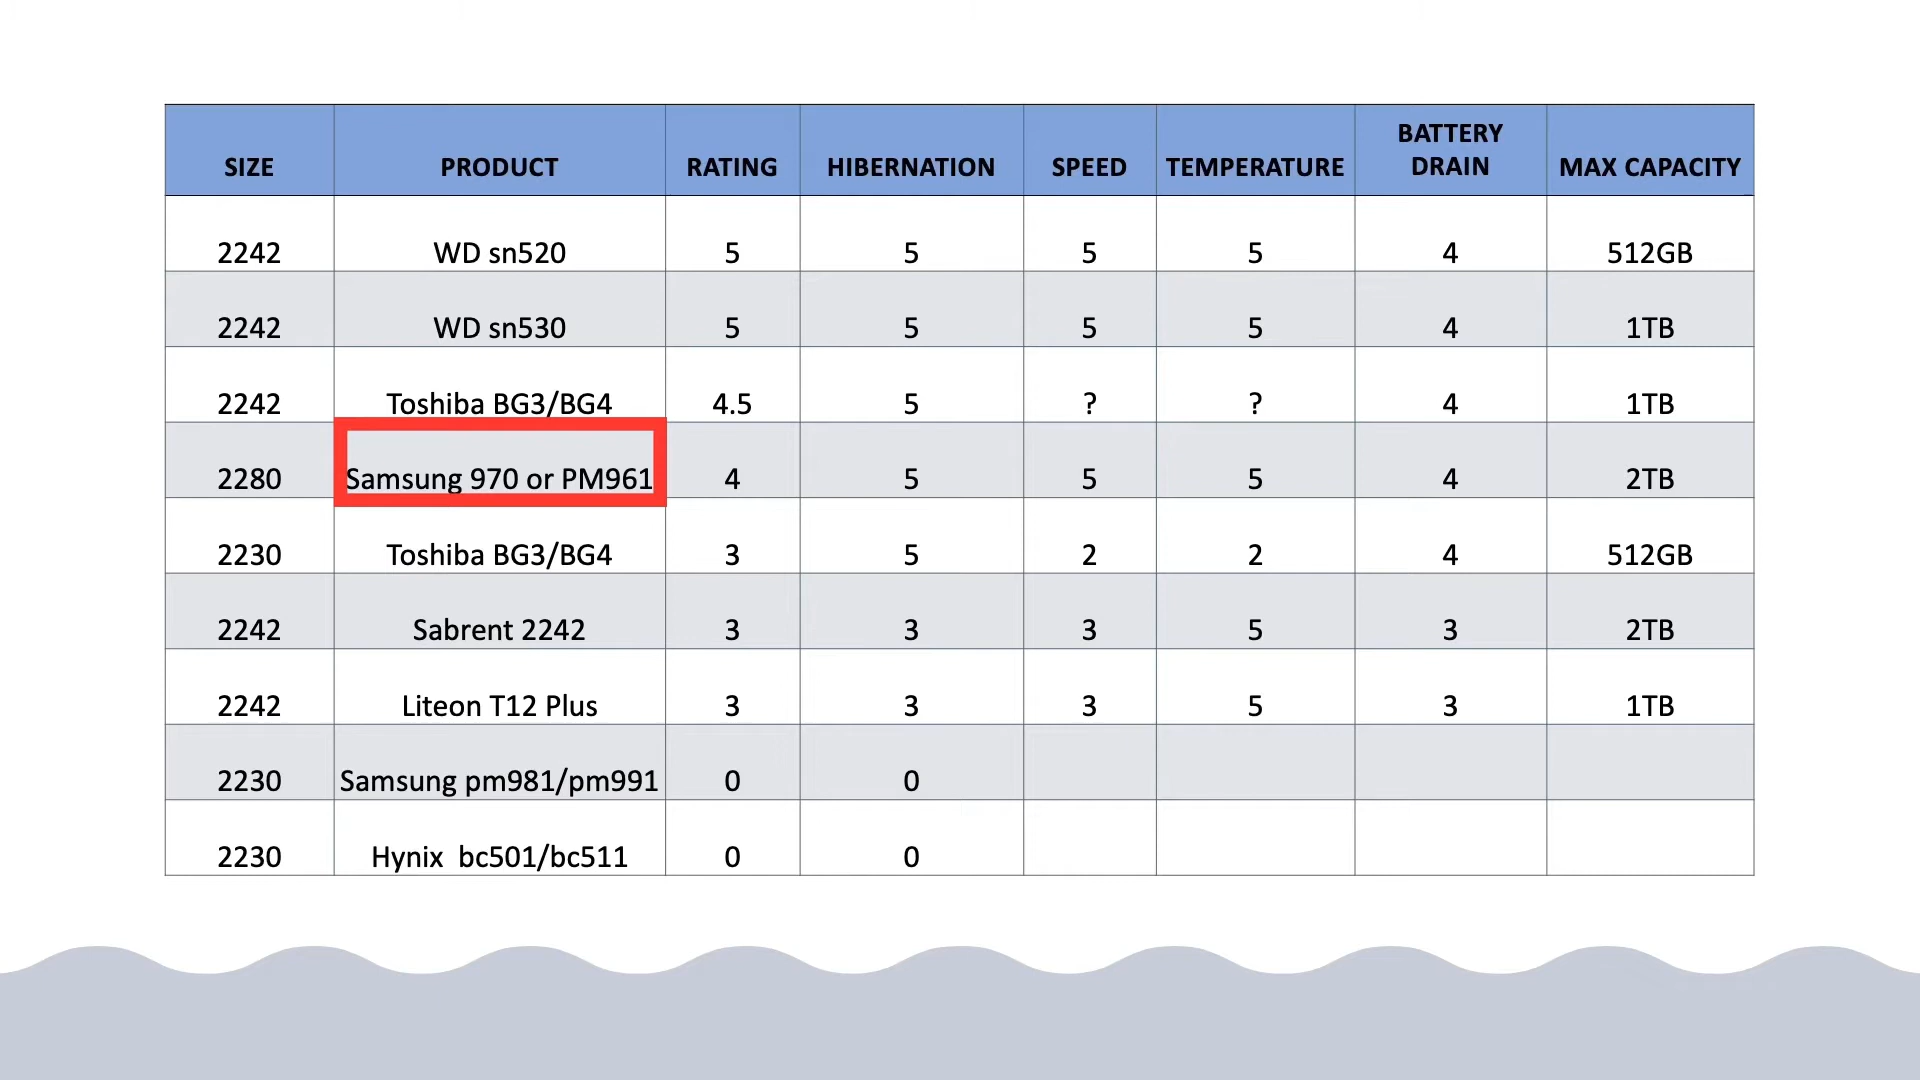 SIZE PRODUCT RATING HIBERNATION SPEED TEMPERATURE BATTERY DRAIN MAX CAPACITY
2242 WD sn520 5 5 5 5 4 512GB
2242 WD sn530 5 5 5 5 4 1TB
2242 Toshiba BG3/BG4 4.5 5 ? ? 4 1TB
2280 Samsung 970 or PM961 4 5 5 5 4 2TB
2230 Toshiba BG3/BG4 3 5 2 2 4 512GB
2242 Sabrent 2242 3 3 3 5 3 2TB
2242 Liteon T12 Plus 3 3 3 5 3 1TB
2230 Samsung pm981/pm991 0 0
2230 Hynix bc501/bc511 0 0